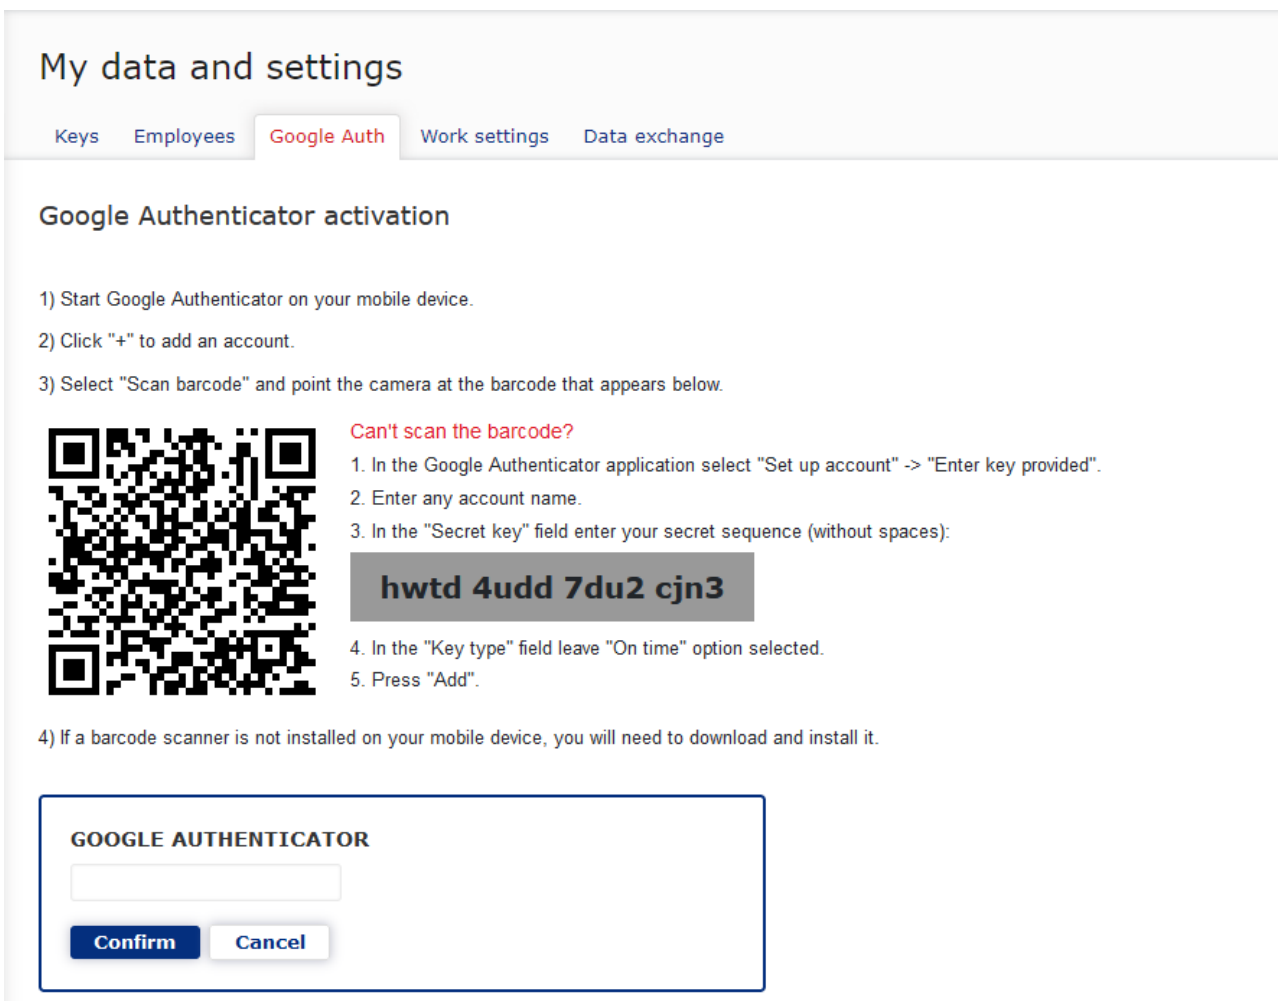 My data and settings
Keys Employees Google Auth Work settings Data exchange
Google Authenticator activation
1) Start Google Authenticator on your mobile device.
2) Click "+" to add an account.
3) Select "Scan barcode" and point the camera at the barcode that appears below.
Can't scan the barcode?
1. In the Google Authenticator application select "Set up account" -> "Enter key provided".
2. Enter any account name.
3. In the "Secret key" field enter your secret sequence (without spaces):
hwtd 4udd 7du2 cjn3
4. In the "Key type" field leave "On time" option selected.
5. Press "Add".
4) If a barcode scanner is not installed on your mobile device, you will need to download and install it.
GOOGLE AUTHENTICATOR
Confirm Cancel